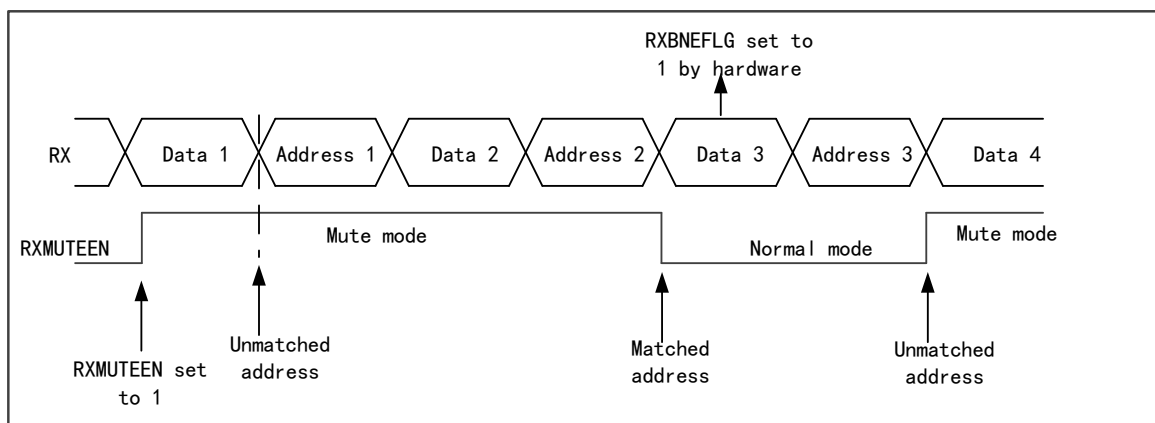 RXBNEFLG set to
1 by hardware
RX
Data 1
Address 1
Data 2
Address 2
Data 3
Address 3
Data 4
RXMUTEEN
Mute mode
Normal mode
Mute mode
RXMUTEEN set
to 1
Unmatched
address
Matched
address
Unmatched
address